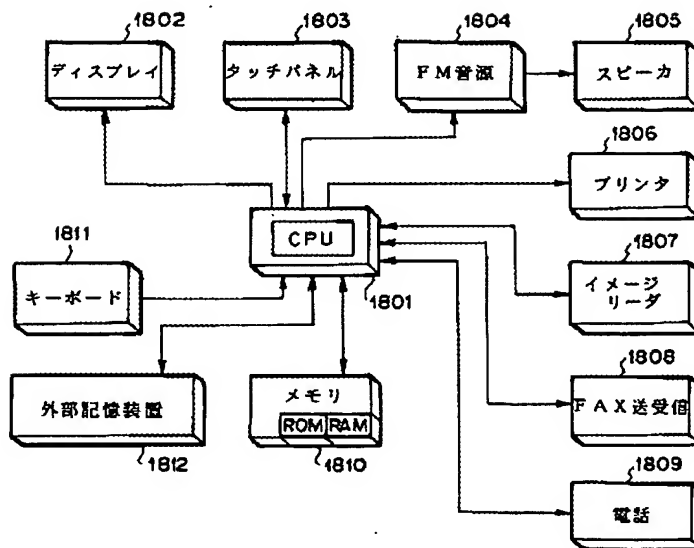 1802
ディスプレイ
1803
タッチパネル
1804
FM音源
1805
スピーカ
1806
プリンタ
1807
イメージ
リーダ
1808
FAX送受信
1809
電話
CPU
1801
1811
キーボード
外部記憶装置
1812
メモリ
ROM RAM
1810